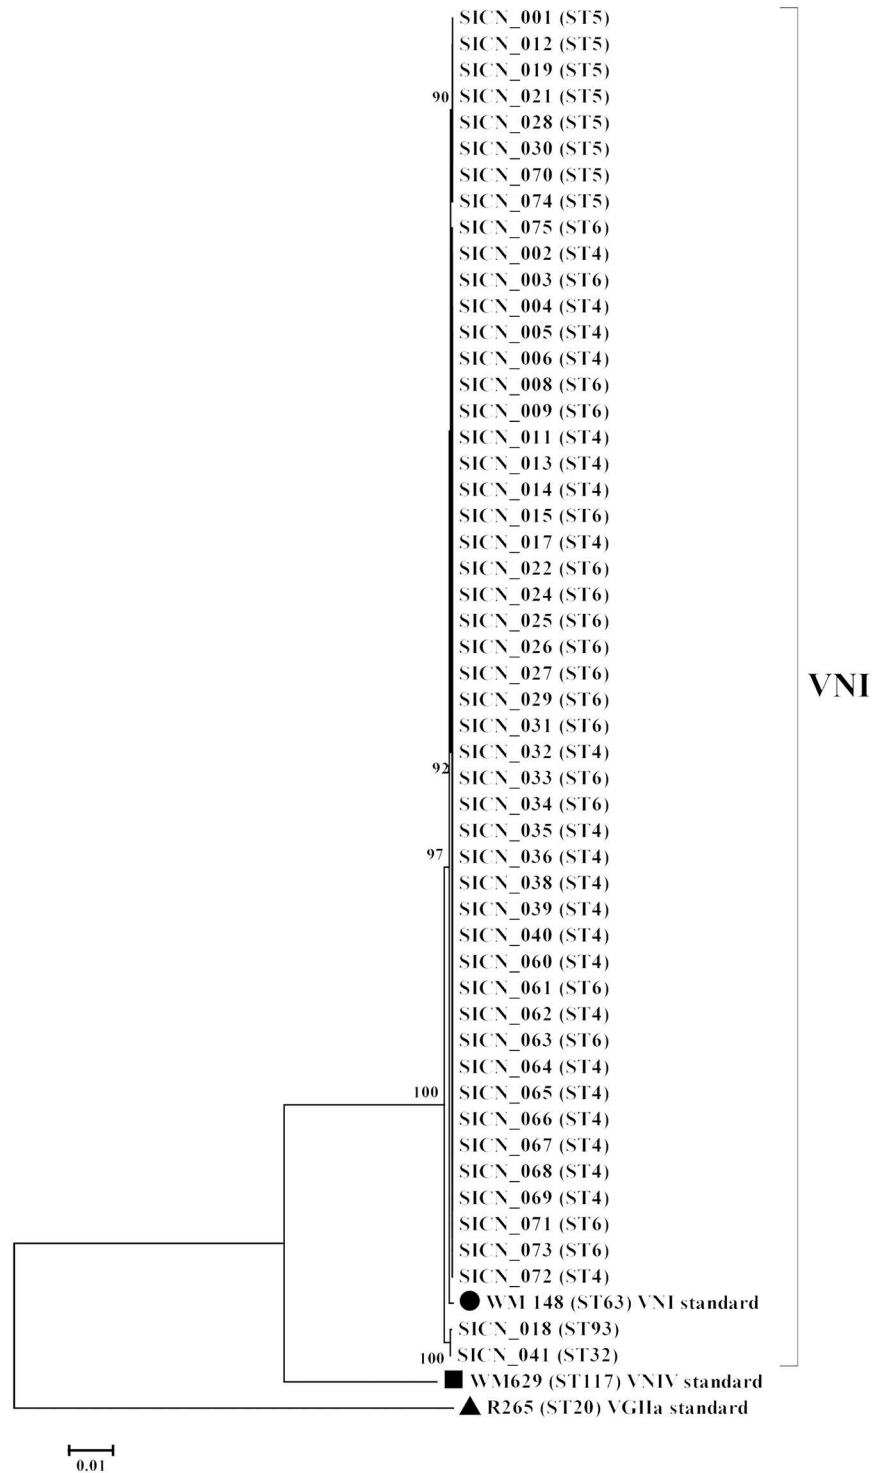 SICN_001 (ST5)
SICN_012 (ST5)
SICN_019 (ST5)
90 SICN_021 (ST5)
SICN_028 (ST5)
SICN_030 (ST5)
SICN_070 (ST5)
SICN_074 (ST5)
SICN_075 (ST6)
SICN_002 (ST4)
SICN_003 (ST6)
SICN_004 (ST4)
SICN_005 (ST4)
SICN_006 (ST4)
SICN_008 (ST6)
SICN_009 (ST6)
SICN_011 (ST4)
SICN_013 (ST4)
SICN_014 (ST4)
SICN_015 (ST6)
SICN_017 (ST4)
SICN_022 (ST6)
SICN_024 (ST6)
SICN_025 (ST6)
SICN_026 (ST6)
SICN_027 (ST6)
VNI
SICN_029 (ST6)
SICN_031 (ST6)
SICN_032 (ST4)
92
SICN_033 (ST6)
SICN_034 (ST6)
SICN_035 (ST4)
97
SICN_036 (ST4)
SICN_038 (ST4)
SICN_039 (ST4)
SICN_040 (ST4)
SICN_060 (ST4)
SICN_061 (ST6)
SICN_062 (ST4)
SICN_063 (ST6)
SICN_064 (ST4)
100 SICN_065 (ST4)
SICN_066 (ST4)
SICN_067 (ST4)
SICN_068 (ST4)
SICN_069 (ST4)
SICN_071 (ST6)
SICN_073 (ST6)
SICN_072 (ST4)
WM 148 (ST63) VNI standard
SICN_018 (ST93)
100 SICN_041 (ST32)
WM629 (ST117) VNIV standard
R265 (ST20) VGIIa standard
0.01